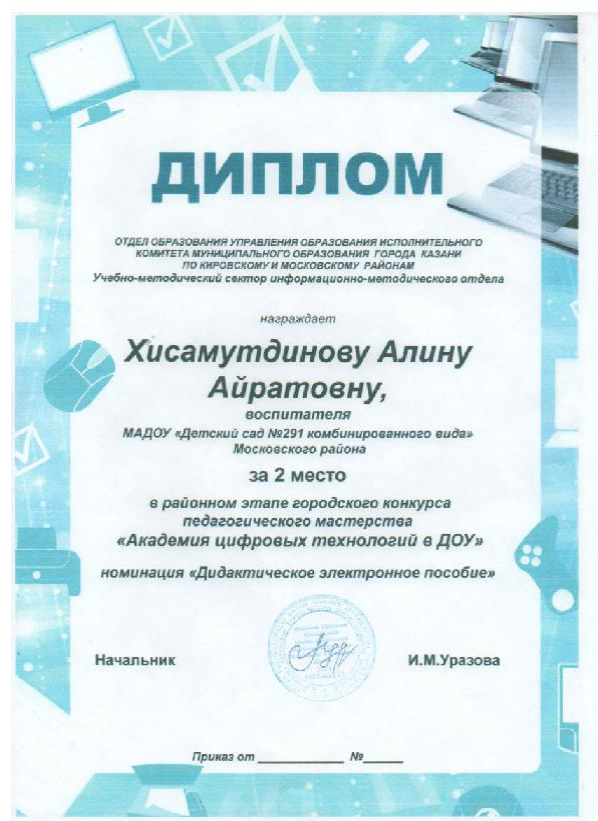 ДИПЛОМ
ОТДЕЛ ОБРАЗОВАНИЯ УПРАВЛЕНИЯ ОБРАЗОВАНИЯ ИСПОЛНИТЕЛЬНОГО
КОМИТЕТА МУНИЦИПАЛЬНОГО ОБРАЗОВАНИЯ ГОРОДА КАЗАНИ
ПО КИРОВСКОМУ И МОСКОВСКОМУ РАЙОНАМ
Учебно-методический сектор информационно-методического отдела
награждает
Хисамутдинову Алину
Айратовну,
воспитателя
МАДОУ «Детский сад №291 комбинированного вида»
Московского района
за 2 место
в районном этапе городского конкурса
педагогического мастерства
«Академия цифровых технологий в ДОУ»
номинация «Дидактическое электронное пособие»
Начальник И.М.Уразова
Приказ от _____________ №______